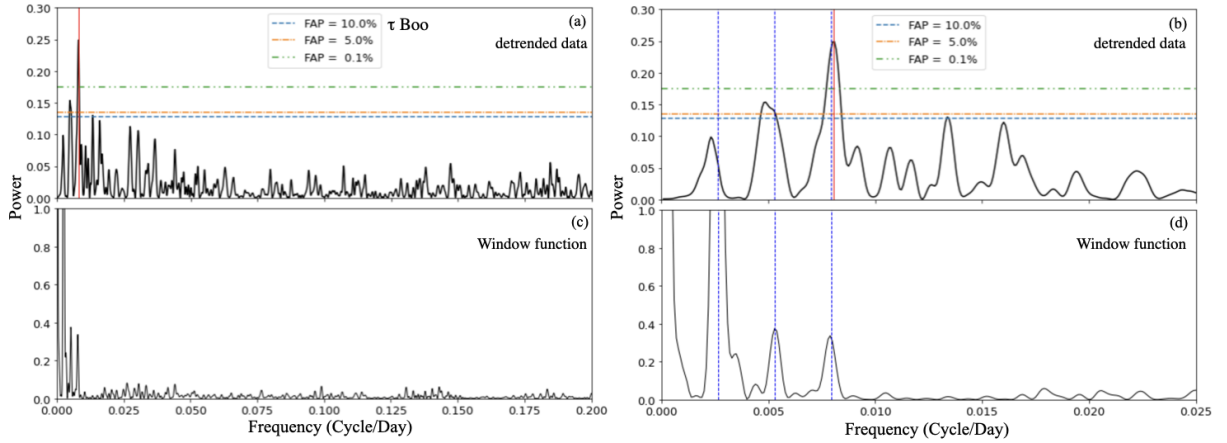 0.30
0.25
0.20
0.15
0.10
0.05
0.00
FAP = 10.0%
FAP = 5.0%
FAP = 0.1%
τ Boo
(a)
detrended data
Power
1.0
0.8
0.6
0.4
0.2
0.0
(c)
Window function
0.000
0.025
0.050
0.075
0.100
0.125
0.150
0.175
0.200
Frequency (Cycle/Day)
0.30
0.25
0.20
0.15
0.10
0.05
0.00
FAP = 10.0%
FAP = 5.0%
FAP = 0.1%
(b)
detrended data
Power
1.0
0.8
0.6
0.4
0.2
0.0
(d)
Window function
0.000
0.005
0.010
0.015
0.020
0.025
Frequency (Cycle/Day)